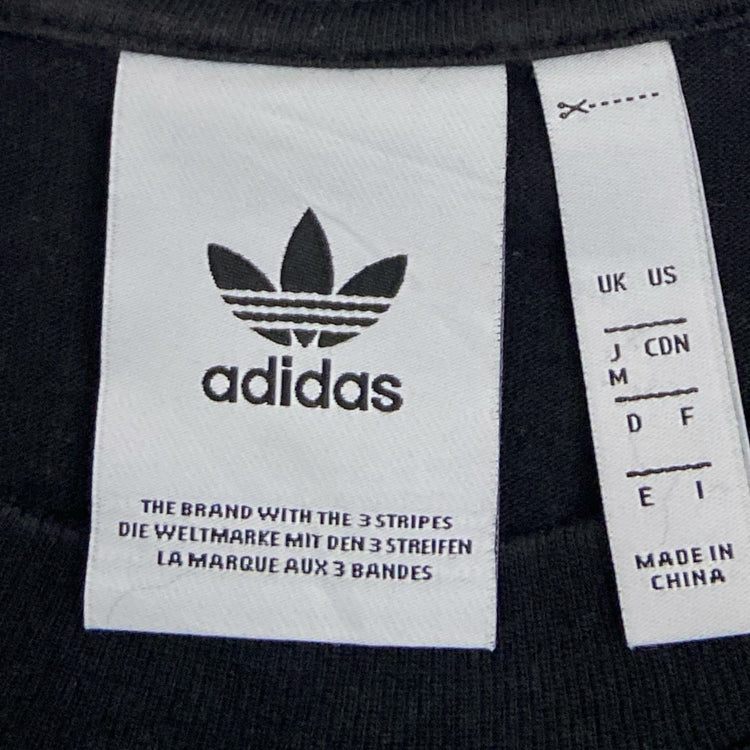 adidas
THE BRAND WITH THE 3 STRIPES
DIE WELTMARKE MIT DEN 3 STREIFEN
LA MARQUE AUX 3 BANDES
UK US
J CDN
M
D F
E I
MADE IN
CHINA